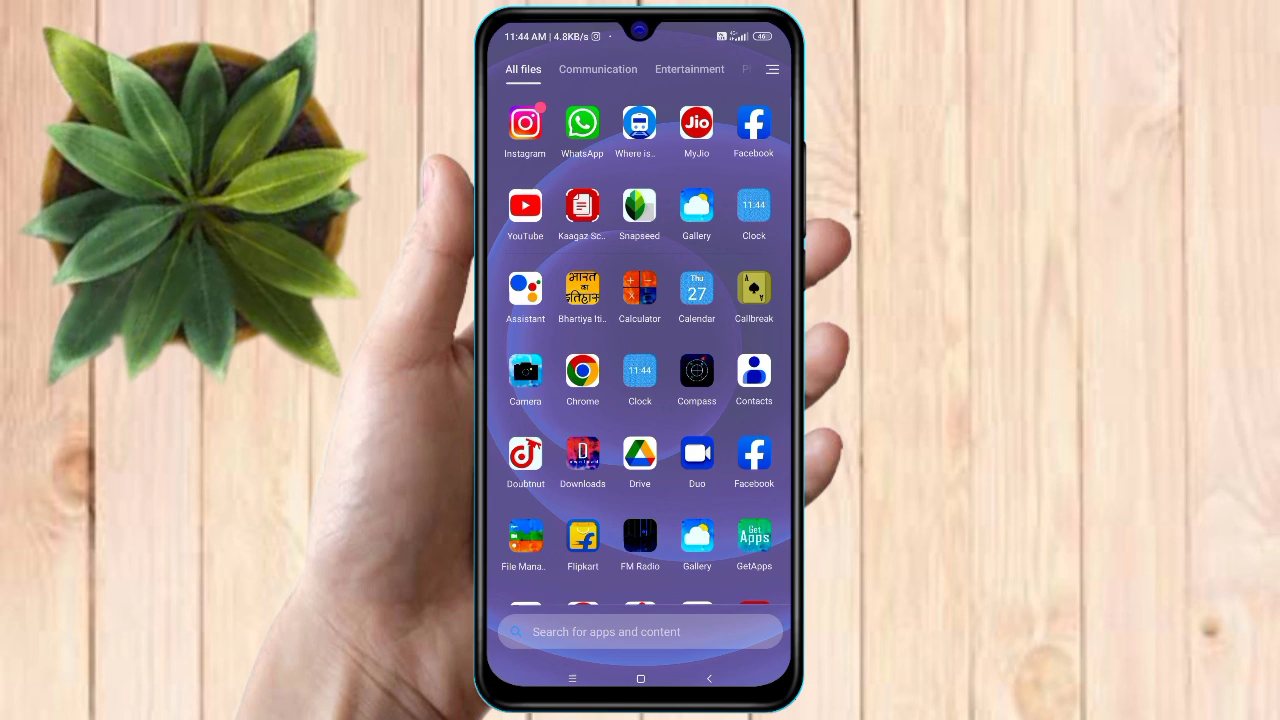 11:44 AM | 4.8KB/s
46
All files Communication Entertainment
Jio
Instagram WhatsApp Where is.. MyJio Facebook
11:44
YouTube Kaagaz Sc.. Snapseed Gallery Clock
भारत का इतिहास
Thu
27
A
A
Assistant Bhartiya Iti.. Calculator Calendar Callbreak
11:44
Camera Chrome Clock Compass Contacts
D
Doubtnut Downloads Drive Duo Facebook
Get
Apps
File Mana.. Flipkart FM Radio Gallery GetApps
Search for apps and content